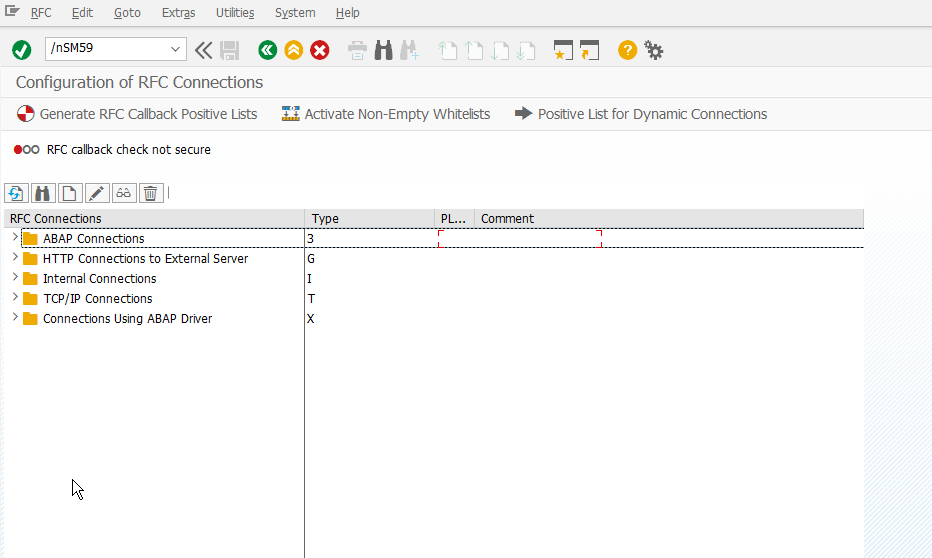 RFC Edit Goto Extras Utilities System Help
/nSM59
Configuration of RFC Connections
Generate RFC Callback Positive Lists Activate Non-Empty Whitelists Positive List for Dynamic Connections
RFC callback check not secure
RFC Connections Type PL... Comment
ABAP Connections 3
HTTP Connections to External Server G
Internal Connections I
TCP/IP Connections T
Connections Using ABAP Driver X